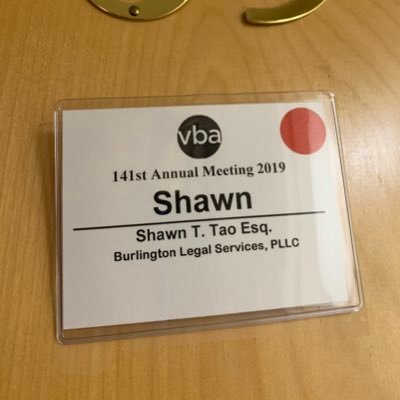 vba
141st Annual Meeting 2019
Shawn
Shawn T. Tao Esq.
Burlington Legal Services, PLLC